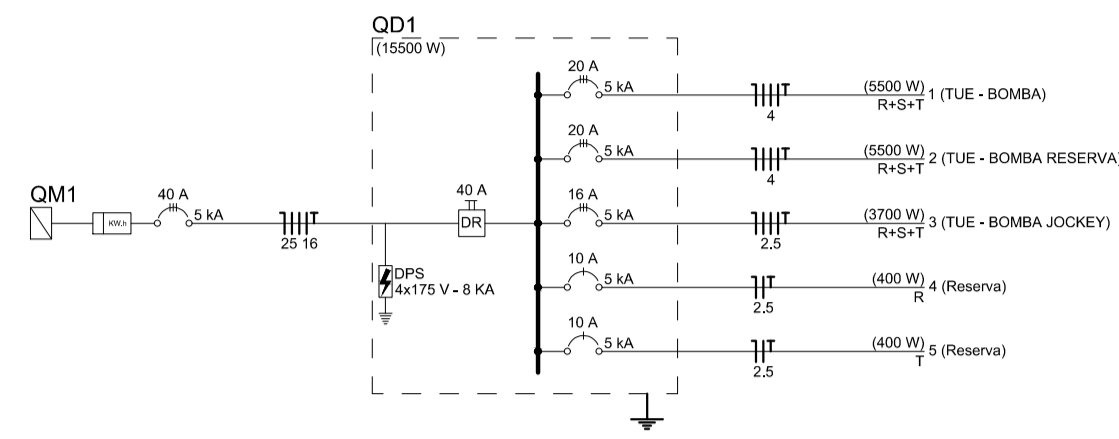 QD1
(15500 W)
20 A
5 kA
4
(5500 W)
R+S+T
1 (TUE - BOMBA)
20 A
5 kA
4
(5500 W)
R+S+T
2 (TUE - BOMBA RESERVA)
QM1
KW.h
40 A
5 kA
25 16
40 A
DR
16 A
5 kA
2.5
(3700 W)
R+S+T
3 (TUE - BOMBA JOCKEY)
DPS
4x175 V - 8 KA
10 A
5 kA
2.5
(400 W)
R
4 (Reserva)
10 A
5 kA
2.5
(400 W)
T
5 (Reserva)